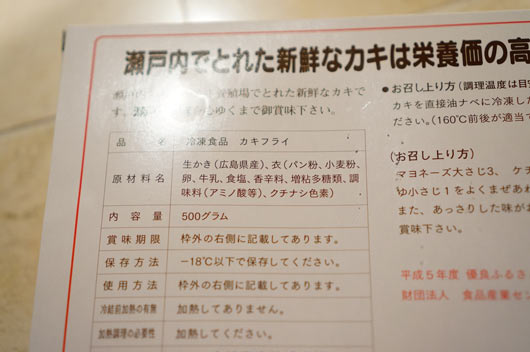 瀬戸内でとれた新鮮なカキは栄養価の高
養殖場でとれた新鮮なカキで
ゆくまで御賞味下さい。
品 名 冷凍食品 カキフライ
原材料名 生かき(広島県産)、衣(パン粉、小麦粉、
卵、牛乳、食塩、香辛料、増粘多糖類、調
味料(アミノ酸等)、クチナシ色素)
内容量 500グラム
賞味期限 枠外の右側に記載してあります。
保存方法 −18℃以下で保存してください。
使用方法 枠外の右側に記載してあります。
冷結前加熱の有無 加熱してありません。
加熱調理の必要性 加熱してください。
●お召し上り方(調理温度は目安
カキを直接油ナベに冷凍した
ださい。(160℃前後が適当で
(お召し上り方)
マヨネーズ大さじ3、ケチ
ゆ小さじ1をよくまぜあわ
また、あっさりした味がお
賞味下さい。
平成5年度 優良ふるさ
財団法人 食品産業セン